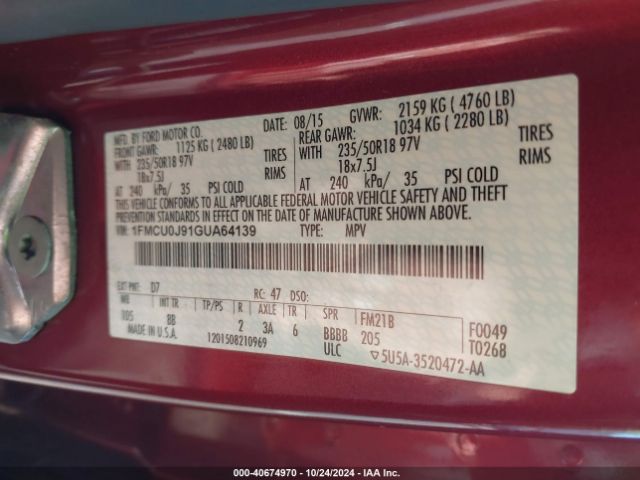 MFD. BY FORD MOTOR CO. DATE: 08/15 GVWR: 2159 KG ( 4760 LB)
FRONT GAWR: 1125 KG ( 2480 LB) REAR GAWR: 1034 KG ( 2280 LB)
WITH 235/50R18 97V TIRES WITH 235/50R18 97V TIRES
18x7.5J RIMS 18x7.5J RIMS
AT 240 kPa/ 35 PSI COLD AT 240 kPa/ 35 PSI COLD
THIS VEHICLE CONFORMS TO ALL APPLICABLE FEDERAL MOTOR VEHICLE SAFETY AND THEFT
PREVENTION STANDARDS IN EFFECT ON THE DATE OF MANUFACTURE SHOWN ABOVE.
VIN: 1FMCU0J91GUA64139 TYPE: MPV
EXT PNT: D7 RC: 47 DSO:
WB INT TR TP/PS R AXLE TR SPR FM21B F0049
105 BB 2 3A 6 BBBB 205 T0268
MADE IN U.S.A. 1201508210969 ULC 5U5A-3520472-AA
00-40674970 • 10/24/2024 • IAA Inc.